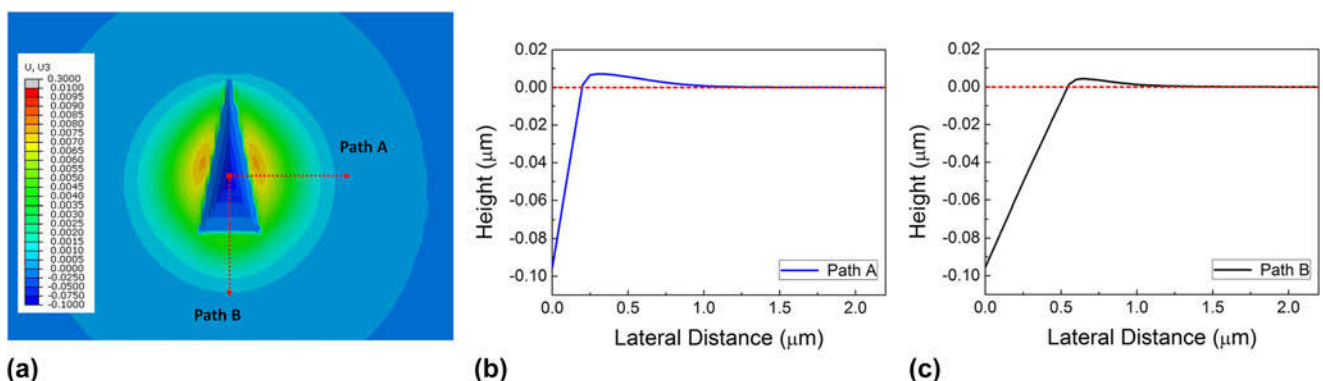 U, U3
0.3000
0.0100
0.0095
0.0090
0.0085
0.0080
0.0075
0.0070
0.0065
0.0060
0.0055
0.0050
0.0045
0.0040
0.0035
0.0030
0.0025
0.0020
0.0015
0.0010
0.0005
0.0000
-0.0250
-0.0500
-0.0750
-0.1000
Path A
Path B
(a)
0.02
0.00
-0.02
-0.04
-0.06
-0.08
-0.10
Height (μm)
Path A
0.0 0.5 1.0 1.5 2.0
Lateral Distance (μm)
(b)
0.02
0.00
-0.02
-0.04
-0.06
-0.08
-0.10
Height (μm)
Path B
0.0 0.5 1.0 1.5 2.0
Lateral Distance (μm)
(c)